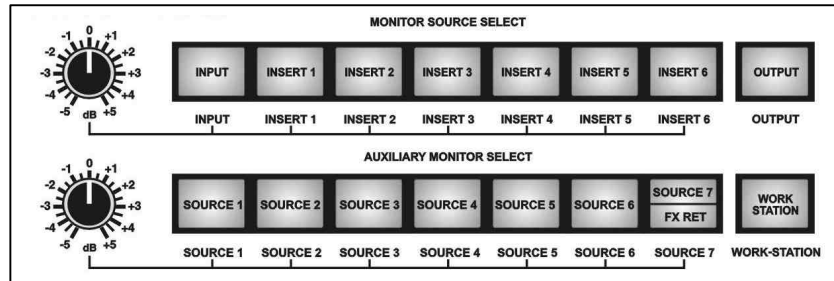 MONITOR SOURCE SELECT
0
-1 +1
-2 +2
-3 +3
-4 +4
-5 +5
dB
INPUT INSERT 1 INSERT 2 INSERT 3 INSERT 4 INSERT 5 INSERT 6 OUTPUT
INPUT INSERT 1 INSERT 2 INSERT 3 INSERT 4 INSERT 5 INSERT 6 OUTPUT
AUXILIARY MONITOR SELECT
0
-1 +1
-2 +2
-3 +3
-4 +4
-5 +5
dB
SOURCE 1 SOURCE 2 SOURCE 3 SOURCE 4 SOURCE 5 SOURCE 6 SOURCE 7 WORK
FX RET STATION
SOURCE 1 SOURCE 2 SOURCE 3 SOURCE 4 SOURCE 5 SOURCE 6 SOURCE 7 WORK-STATION